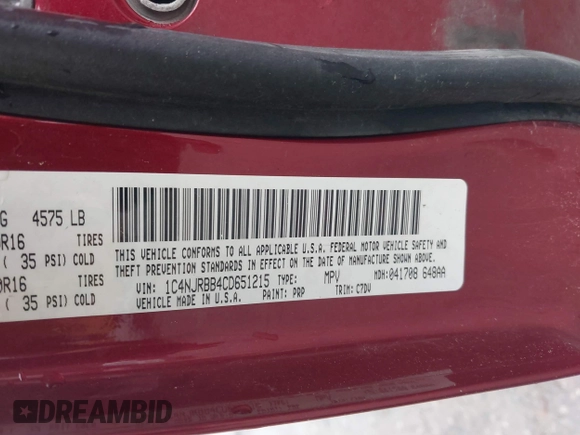 G 4575 LB
R16 TIRES
( 35 PSI) COLD
R16 TIRES
( 35 PSI) COLD
THIS VEHICLE CONFORMS TO ALL APPLICABLE U.S.A. FEDERAL MOTOR VEHICLE SAFETY AND
THEFT PREVENTION STANDARDS IN EFFECT ON THE DATE OF MANUFACTURE SHOWN ABOVE.
VIN: 1C4NJRBB4CD651215 TYPE: MPV MDH: 041708 648AA
VEHICLE MADE IN U.S.A. PAINT: PRP TRIM: C7DV
DREAMBID